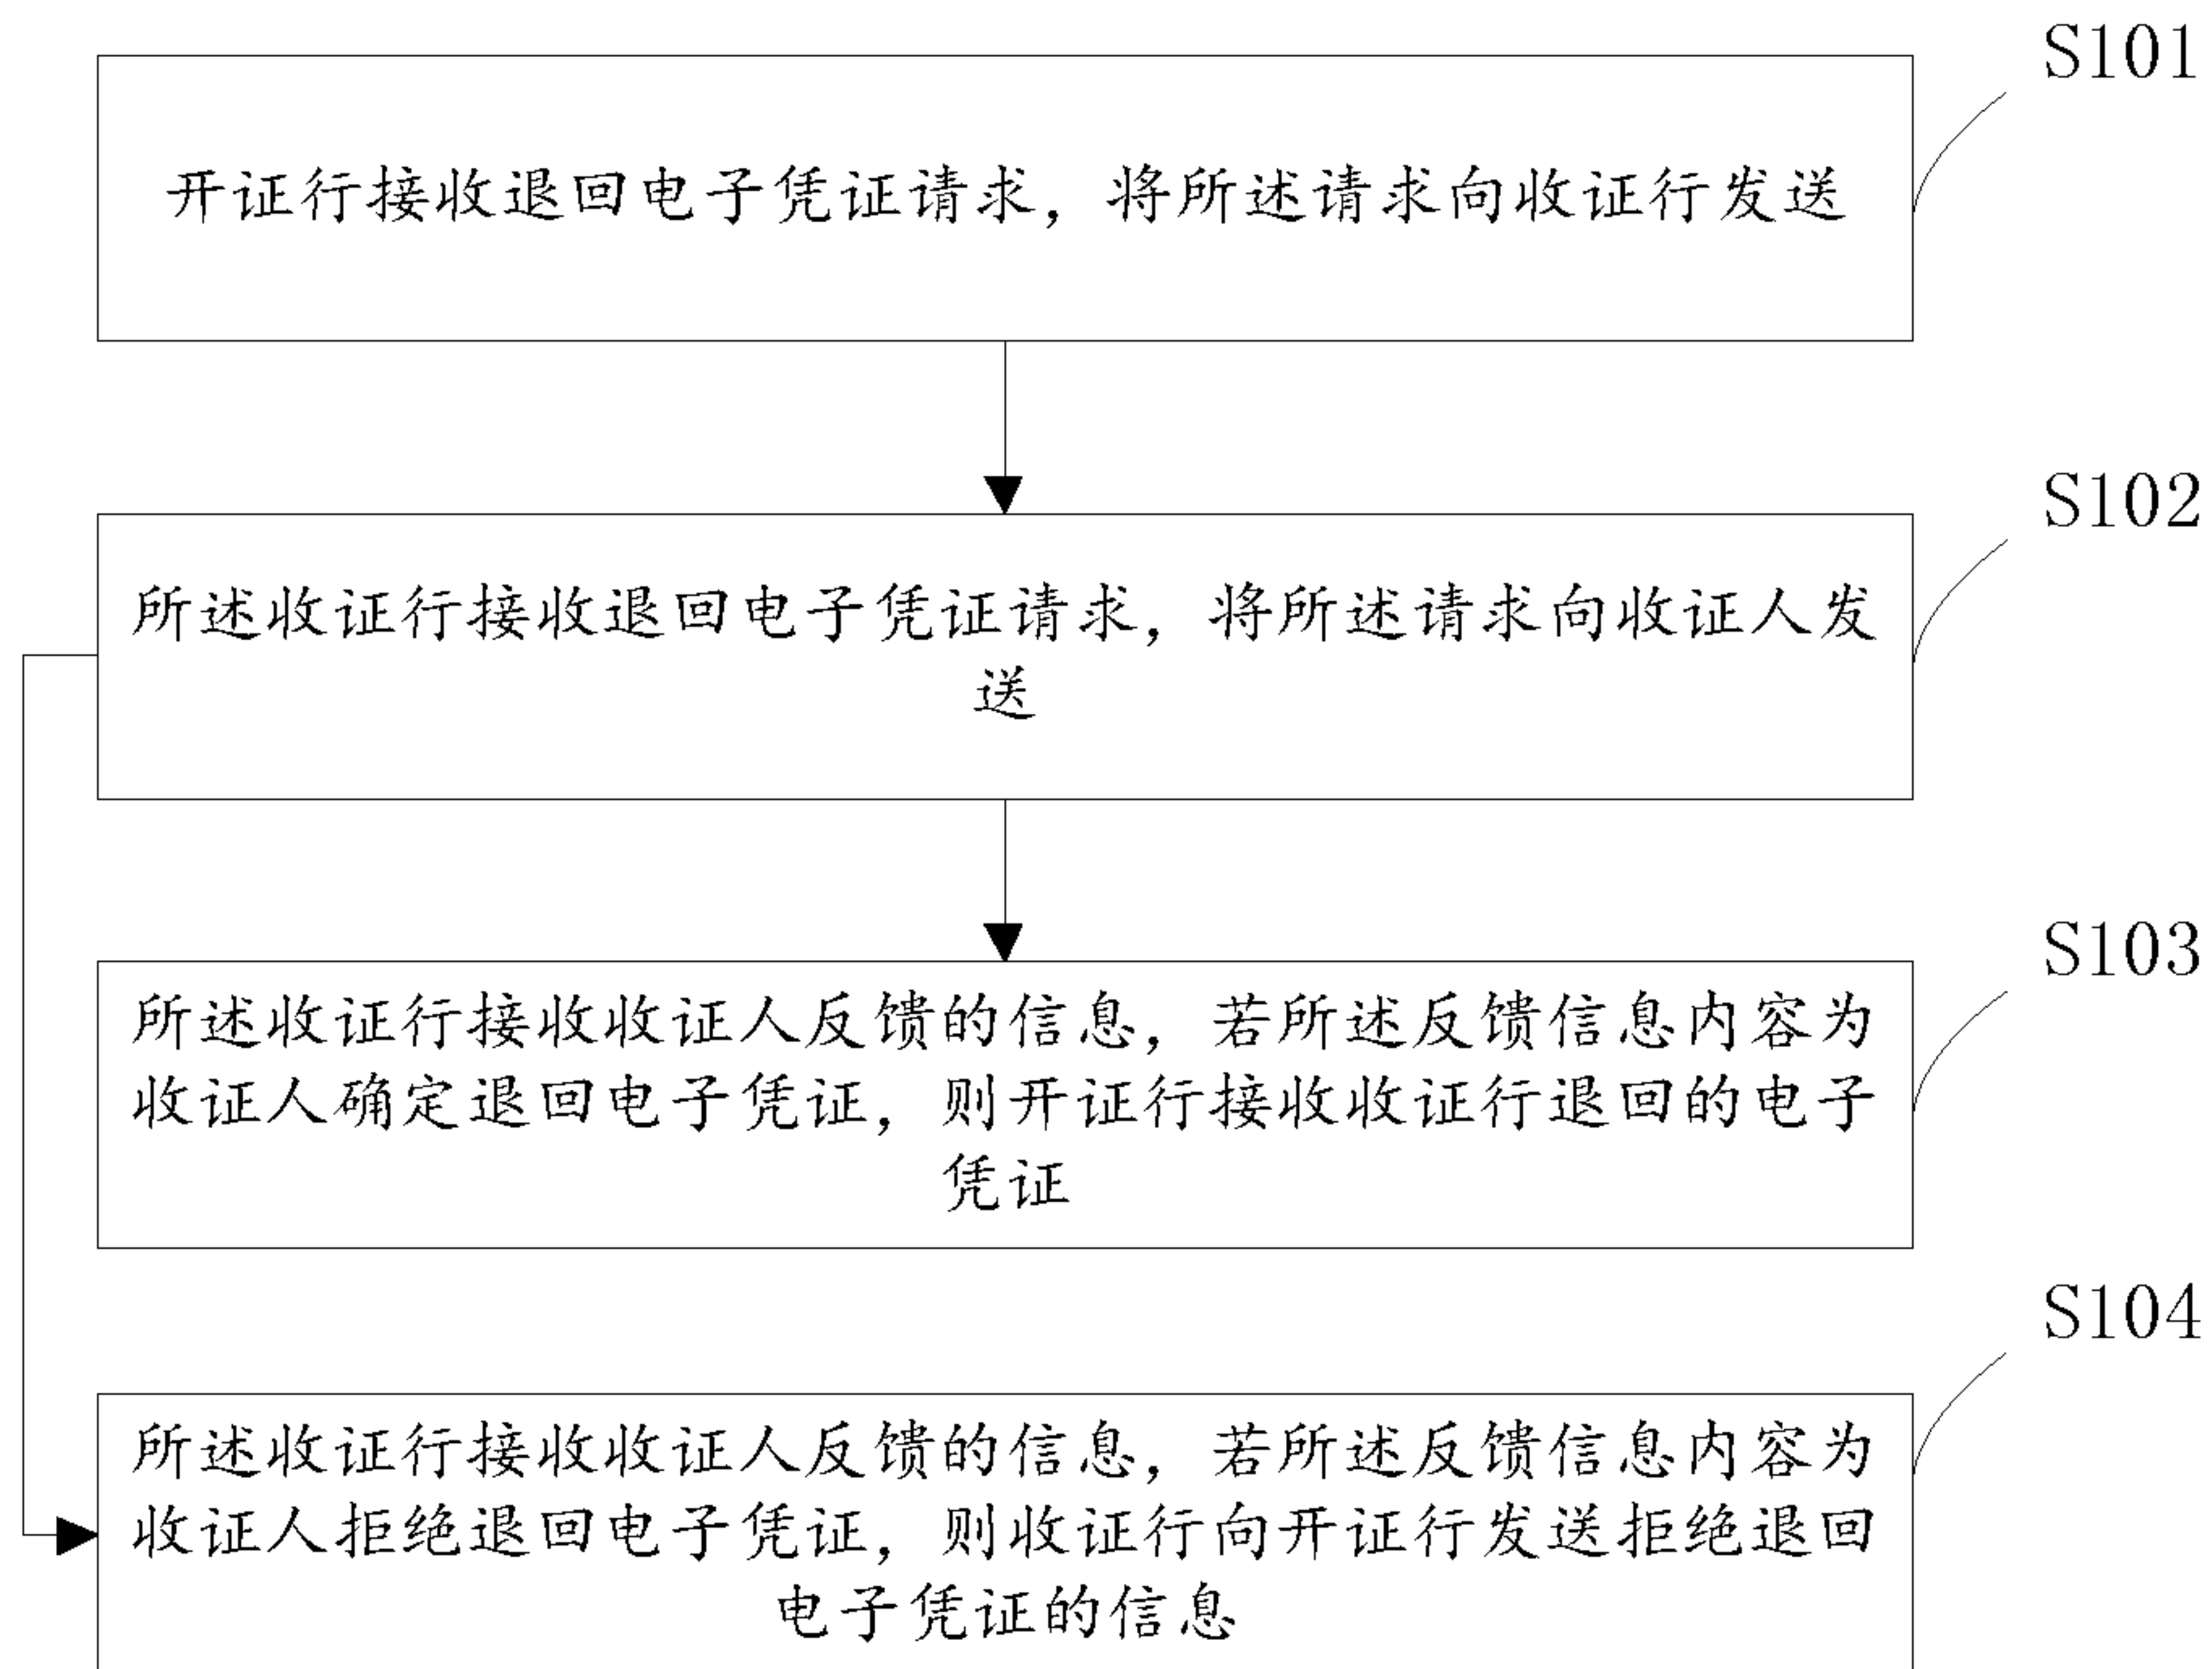 S101
开证行接收退回电子凭证请求，将所述请求向收证行发送
S102
所述收证行接收退回电子凭证请求，将所述请求向收证人发
送
S103
所述收证行接收收证人反馈的信息，若所述反馈信息内容为
收证人确定退回电子凭证，则开证行接收收证行退回的电子
凭证
S104
所述收证行接收收证人反馈的信息，若所述反馈信息内容为
收证人拒绝退回电子凭证，则收证行向开证行发送拒绝退回
电子凭证的信息